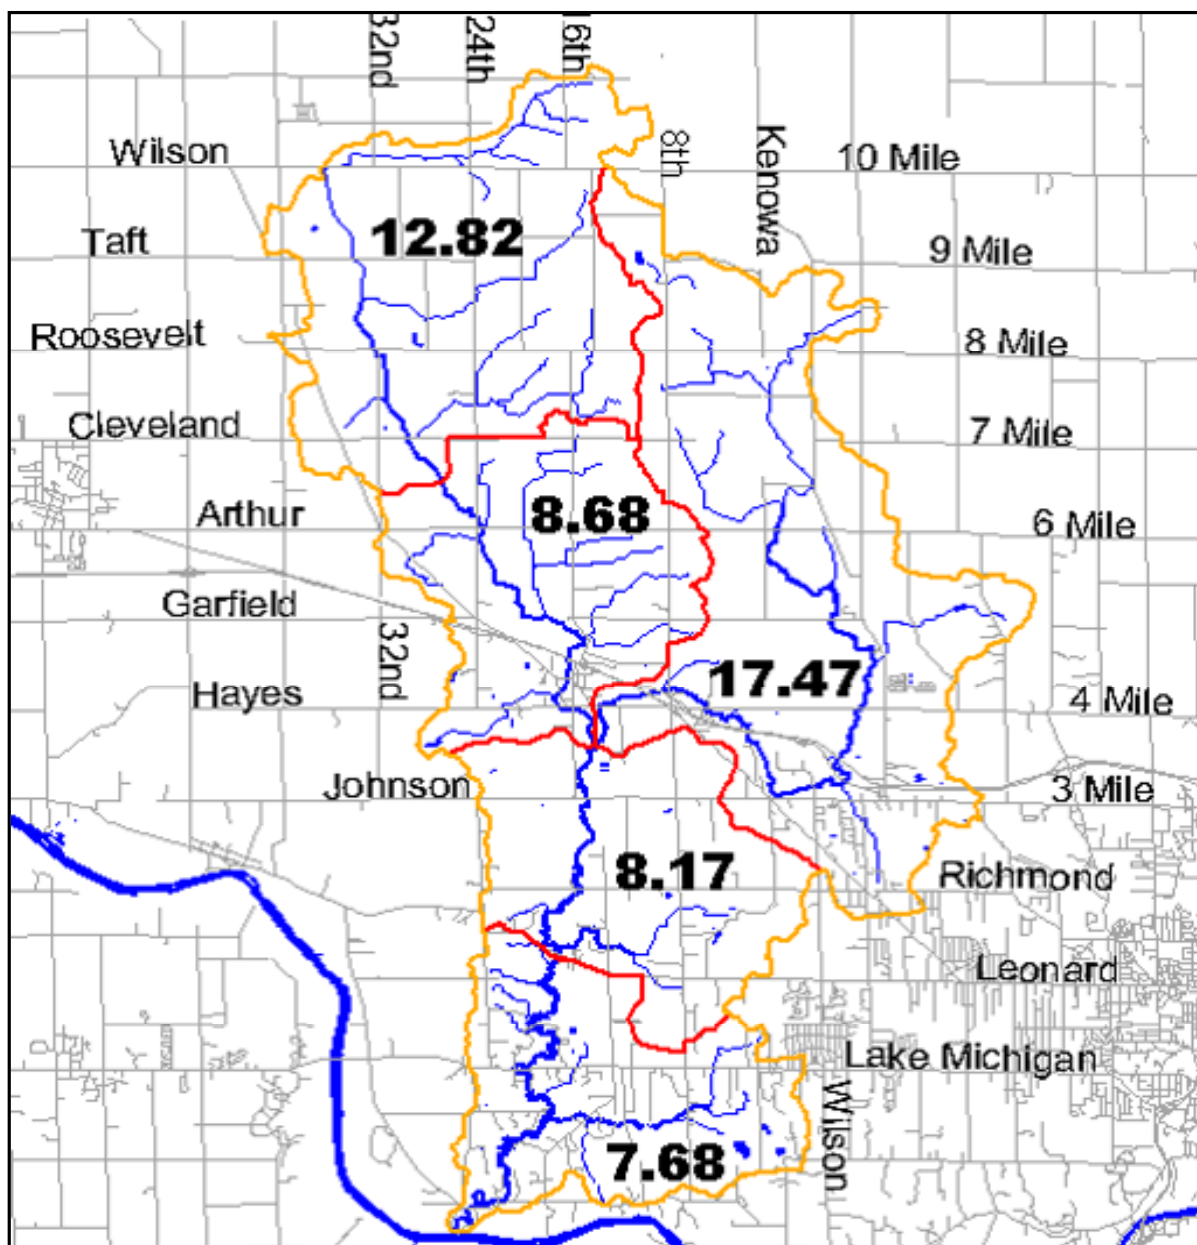 32nd
24th
16th
Wilson
8th
Kenowa
10 Mile
12.82
Taft
9 Mile
Roosevelt
8 Mile
Cleveland
7 Mile
Arthur
8.68
6 Mile
Garfield
32nd
17.47
Hayes
4 Mile
Johnson
3 Mile
8.17
Richmond
Leonard
Lake Michigan
Wilson
7.68